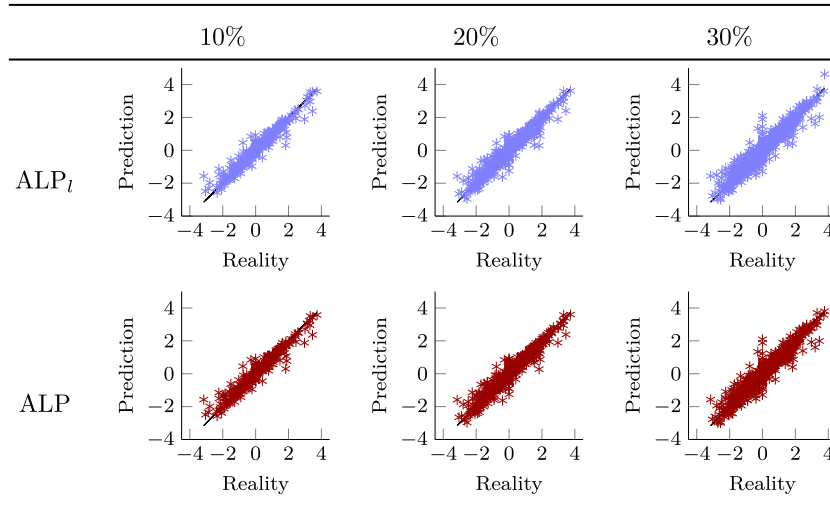 10% 20% 30%
4 4 4
2 2 2
0 0 0
−2 −2 −2
−4 −4 −4
Prediction Prediction Prediction
ALPₗ
−4 −2 0 2 4 −4 −2 0 2 4 −4 −2 0 2 4
Reality Reality Reality
4 4 4
2 2 2
0 0 0
−2 −2 −2
−4 −4 −4
Prediction Prediction Prediction
ALP
−4 −2 0 2 4 −4 −2 0 2 4 −4 −2 0 2 4
Reality Reality Reality